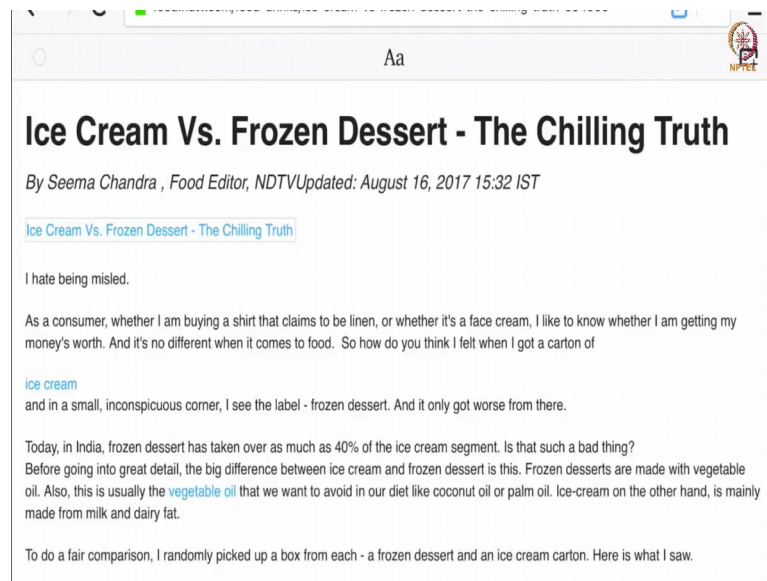 Aa
NPTEL
Ice Cream Vs. Frozen Dessert - The Chilling Truth
By Seema Chandra , Food Editor, NDTVUpdated: August 16, 2017 15:32 IST
Ice Cream Vs. Frozen Dessert - The Chilling Truth
I hate being misled.
As a consumer, whether I am buying a shirt that claims to be linen, or whether it's a face cream, I like to know whether I am getting my
money's worth. And it's no different when it comes to food.  So how do you think I felt when I got a carton of
ice cream
and in a small, inconspicuous corner, I see the label - frozen dessert. And it only got worse from there.
Today, in India, frozen dessert has taken over as much as 40% of the ice cream segment. Is that such a bad thing?
Before going into great detail, the big difference between ice cream and frozen dessert is this. Frozen desserts are made with vegetable
oil. Also, this is usually the vegetable oil that we want to avoid in our diet like coconut oil or palm oil. Ice-cream on the other hand, is mainly
made from milk and dairy fat.
To do a fair comparison, I randomly picked up a box from each - a frozen dessert and an ice cream carton. Here is what I saw.